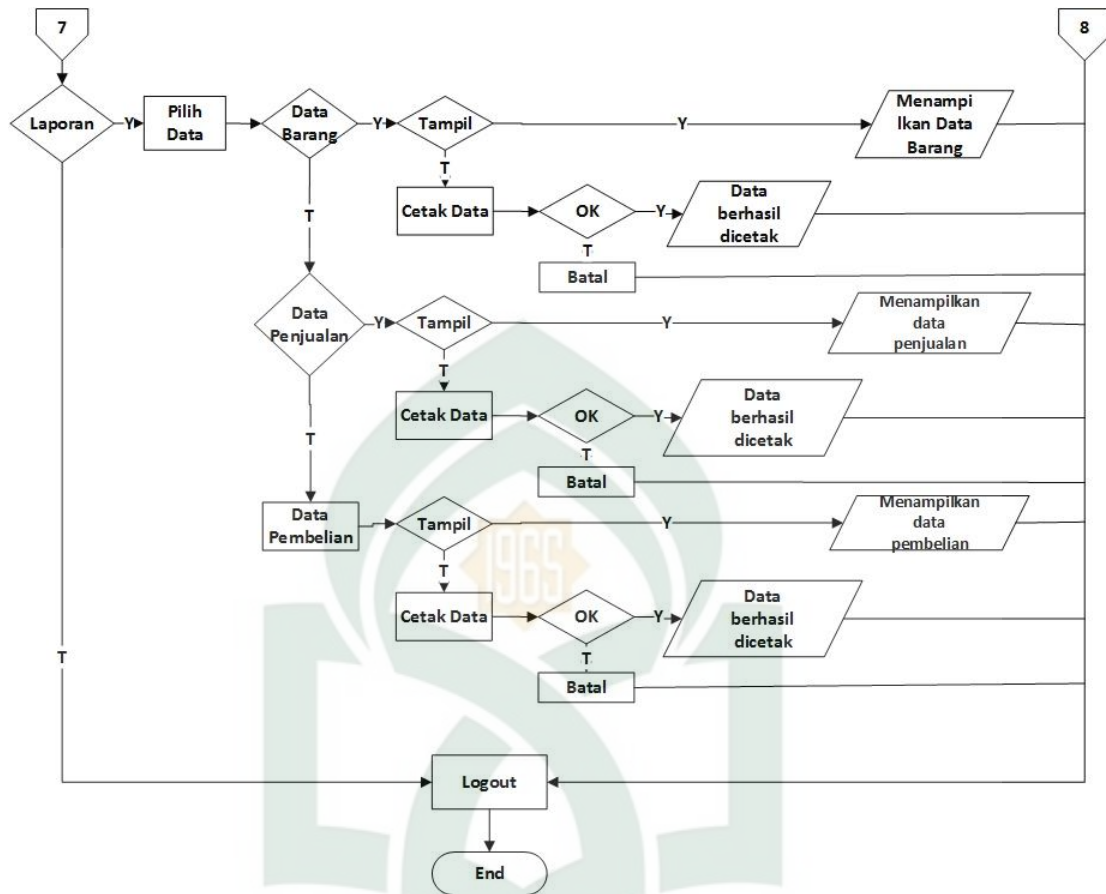 7
8
Laporan
Y
Pilih
Data
Data
Barang
Y
Tampil
Y
Menampi
lkan Data
Barang
T
T
Cetak Data
OK
Y
Data
berhasil
dicetak
T
Batal
Data
Penjualan
Y
Tampil
Y
Menampilkan
data
penjualan
T
T
Cetak Data
OK
Y
Data
berhasil
dicetak
T
Batal
Data
Pembelian
Tampil
Y
Menampilkan
data
pembelian
1965
T
Cetak Data
OK
Y
Data
berhasil
dicetak
T
T
Batal
Logout
End